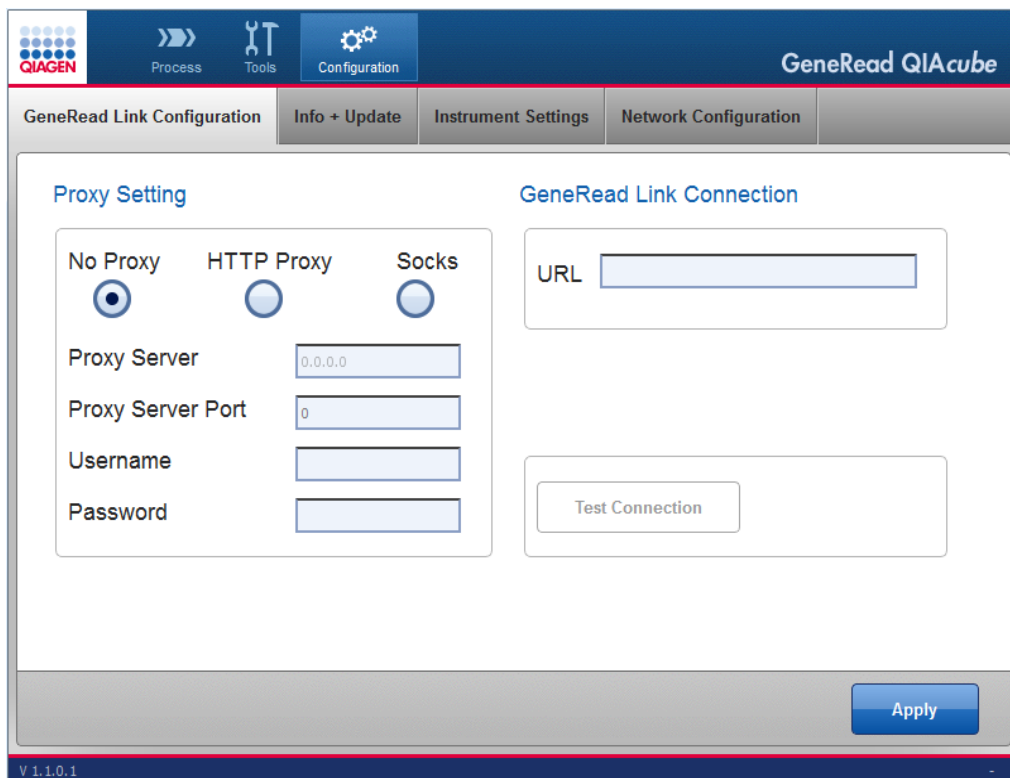 QIAGEN
Process
Tools
Configuration
GeneRead QIAcube
GeneRead Link Configuration
Info + Update
Instrument Settings
Network Configuration
Proxy Setting
No Proxy
HTTP Proxy
Socks
Proxy Server
0.0.0.0
Proxy Server Port
0
Username
Password
GeneRead Link Connection
URL
Test Connection
Apply
V 1.1.0.1
-